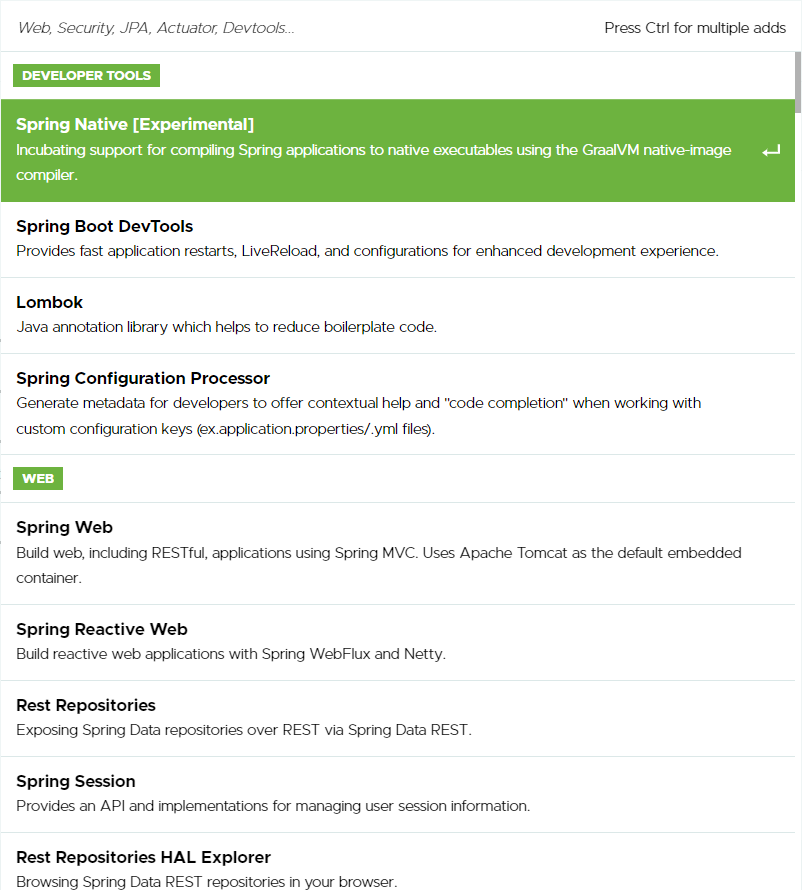 Web, Security, JPA, Actuator, Devtools...
Press Ctrl for multiple adds
DEVELOPER TOOLS
Spring Native [Experimental]
Incubating support for compiling Spring applications to native executables using the GraalVM native-image
compiler.
Spring Boot DevTools
Provides fast application restarts, LiveReload, and configurations for enhanced development experience.
Lombok
Java annotation library which helps to reduce boilerplate code.
Spring Configuration Processor
Generate metadata for developers to offer contextual help and "code completion" when working with
custom configuration keys (ex.application.properties/.yml files).
WEB
Spring Web
Build web, including RESTful, applications using Spring MVC. Uses Apache Tomcat as the default embedded
container.
Spring Reactive Web
Build reactive web applications with Spring WebFlux and Netty.
Rest Repositories
Exposing Spring Data repositories over REST via Spring Data REST.
Spring Session
Provides an API and implementations for managing user session information.
Rest Repositories HAL Explorer
Browsing Spring Data REST repositories in your browser.